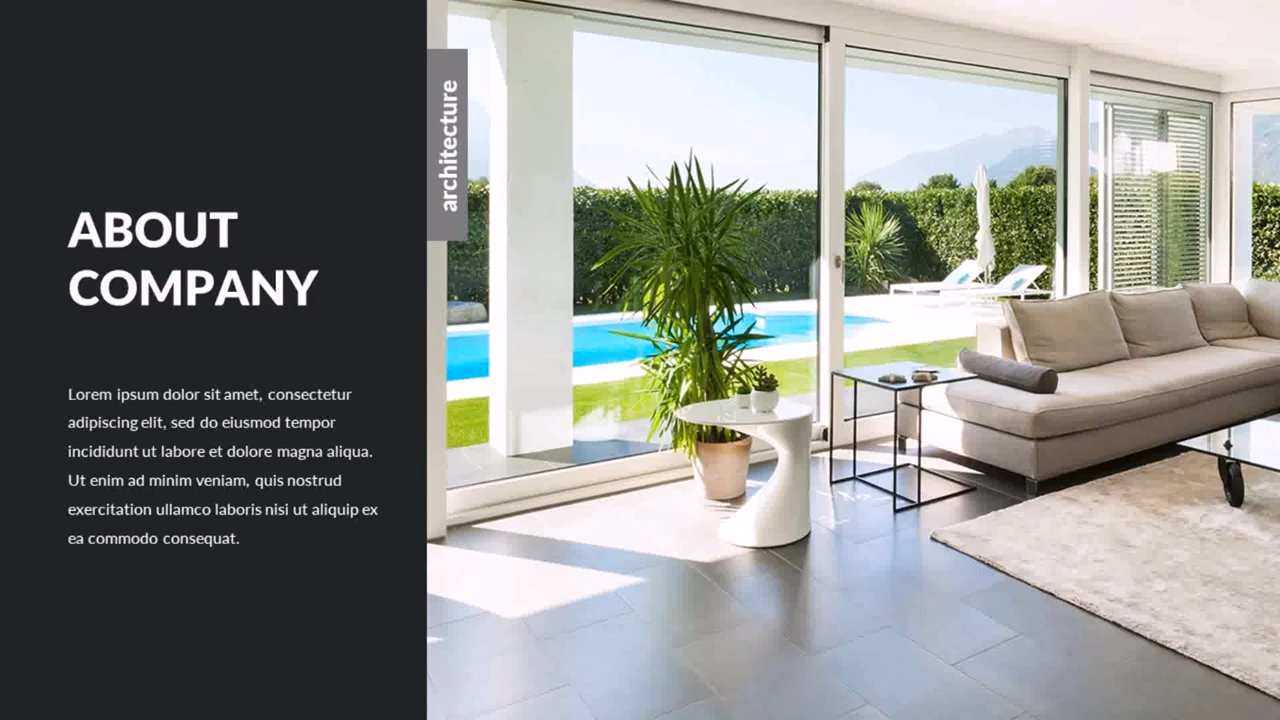 ABOUT
COMPANY
Lorem ipsum dolor sit amet, consectetur
adipiscing elit, sed do eiusmod tempor
incididunt ut labore et dolore magna aliqua.
Ut enim ad minim veniam, quis nostrud
exercitation ullamco laboris nisi ut aliquip ex
ea commodo consequat.
architecture